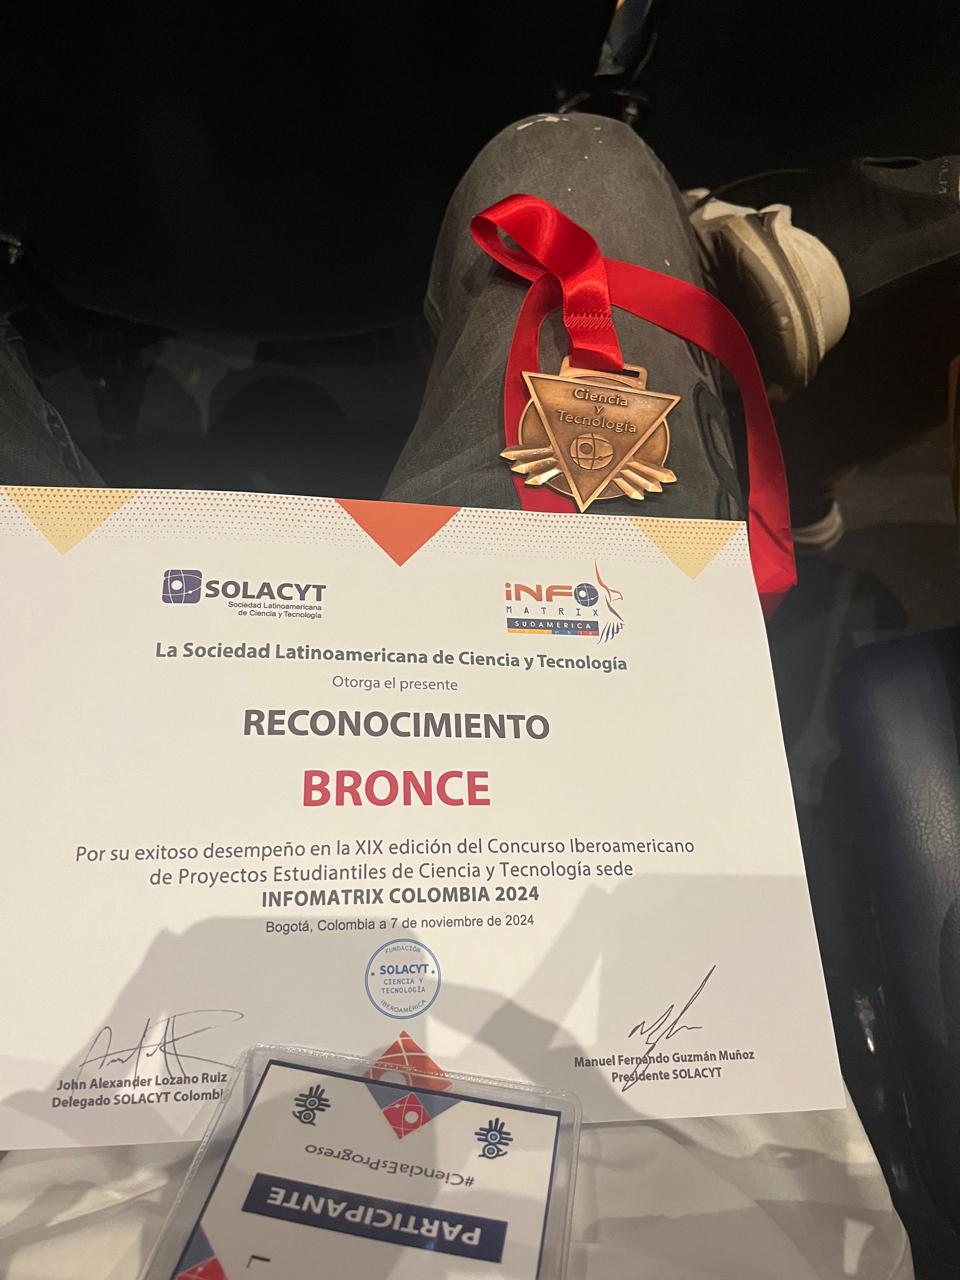 Ciencia
y
Tecnología
SOLACYT
Sociedad Latinoamericana
de Ciencia y Tecnología
iNFO
MATRIX
SUDAMERICA
La Sociedad Latinoamericana de Ciencia y Tecnología
Otorga el presente
RECONOCIMIENTO
BRONCE
Por su exitoso desempeño en la XIX edición del Concurso Iberoamericano
de Proyectos Estudiantiles de Ciencia y Tecnología sede
INFOMATRIX COLOMBIA 2024
Bogotá, Colombia a 7 de noviembre de 2024
FUNDACIÓN
SOLACYT
CIENCIA Y
TECNOLOGÍA
IBEROAMÉRICA
John Alexander Lozano Ruiz
Delegado SOLACYT Colombi
Manuel Fernando Guzmán Muñoz
Presidente SOLACYT
#CienciaEsProgreso
PARTICIPANTE